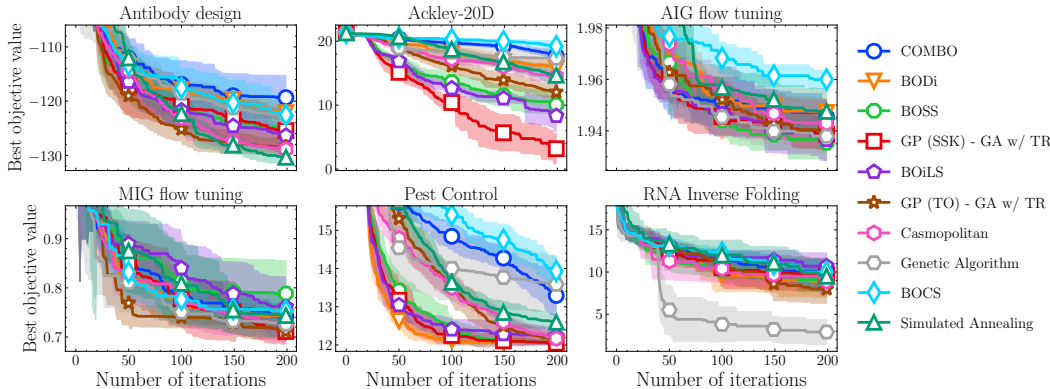 Antibody design
Ackley-20D
AIG flow tuning
Best objective value
−110
−120
−130
20
15
10
5
0
1.98
1.96
1.94
MIG flow tuning
Pest Control
RNA Inverse Folding
Best objective value
0.9
0.8
0.7
50
100
150
200
Number of iterations
16
15
14
13
12
50
100
150
200
Number of iterations
15
10
5
0
50
100
150
200
Number of iterations
COMBO
BODi
BOSS
GP (SSK) - GA w/ TR
BOiLS
GP (TO) - GA w/ TR
Casmopolitan
Genetic Algorithm
BOCS
Simulated Annealing